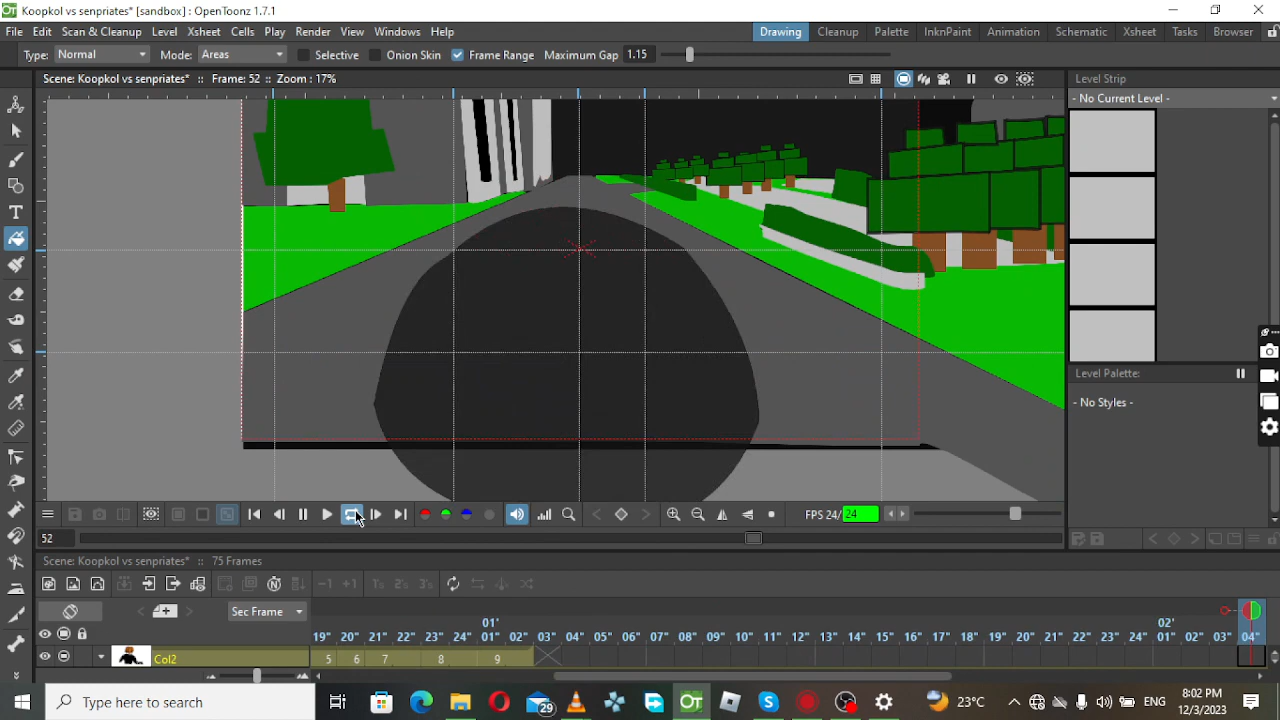 Koopkol vs senpriates* [sandbox] : OpenToonz 1.7.1
File Edit Scan & Cleanup Level Xsheet Cells Play Render View Windows Help
Drawing Cleanup Palette InknPaint Animation Schematic Xsheet Tasks Browser
Type: Normal Mode: Areas Selective Onion Skin Frame Range Maximum Gap 1.15
Scene: Koopkol vs senpriates* :: Frame: 52 :: Zoom : 17%
Level Strip
- No Current Level -
Level Palette:
- No Styles -
FPS 24/ 24
52
Scene: Koopkol vs senpriates* :: 75 Frames
-1 +1 1's 2's 3's
Sec Frame
01' 02'
19" 20" 21" 22" 23" 01" 02" 03" 04" 05" 06" 07" 08" 09" 10" 11" 12" 13" 14" 15" 16" 17" 18" 19" 20" 21" 22" 23" 01" 02" 03" 04"
Col2 5 6 7 8 9
Type here to search
29
23°C
ENG
8:02 PM
12/3/2023